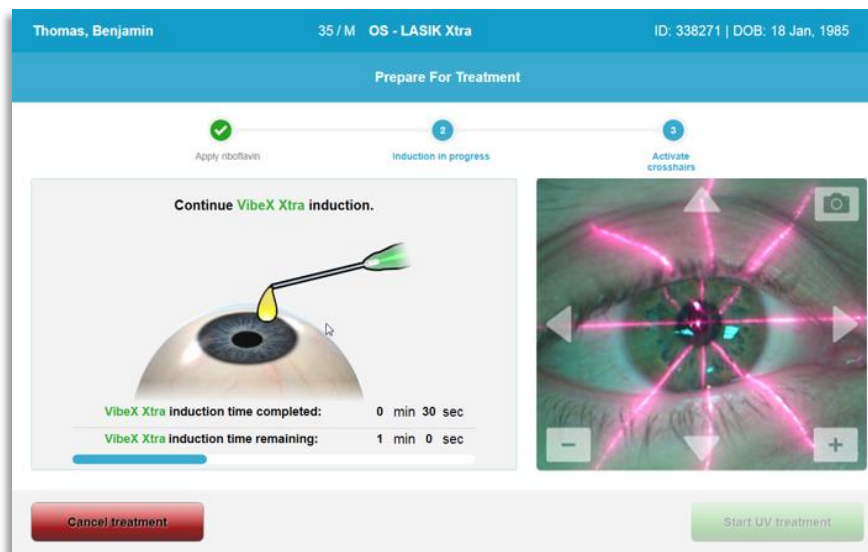 Thomas, Benjamin 35 / M OS - LASIK Xtra ID: 338271 | DOB: 18 Jan, 1985
Prepare For Treatment
2 3
Apply riboflavin Induction in progress Activate
crosshairs
Continue VibeX Xtra induction.
VibeX Xtra induction time completed: 0 min 30 sec
VibeX Xtra induction time remaining: 1 min 0 sec
Cancel treatment Start UV treatment